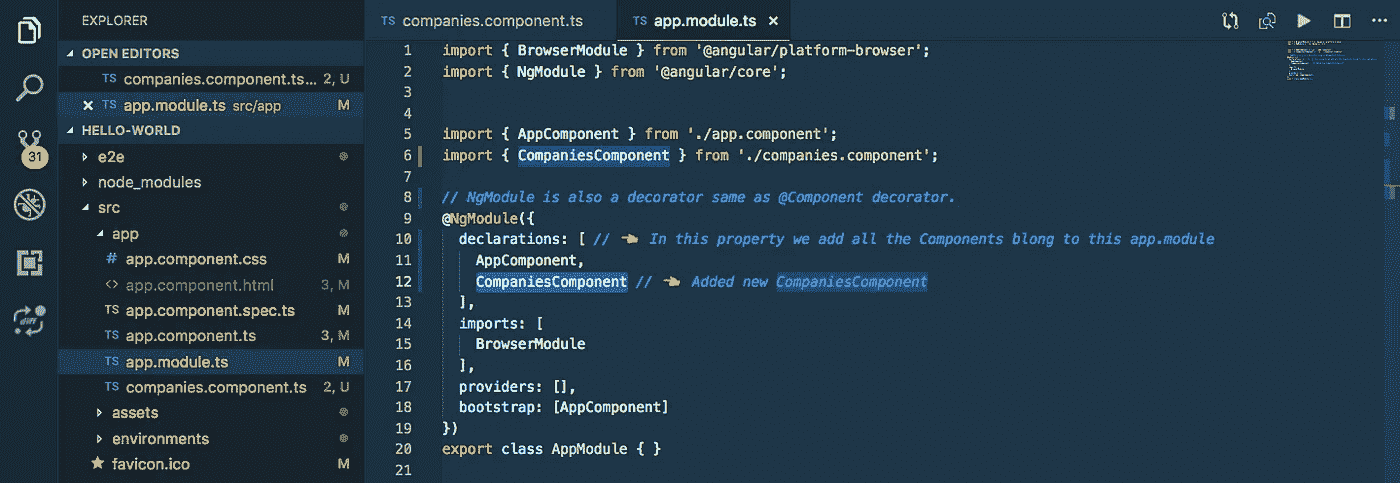 EXPLORER
OPEN EDITORS
TS companies.component.ts... 2, U
× TS app.module.ts src/app M
HELLO-WORLD
e2e
node_modules
src
app
# app.component.css
<> app.component.html 3, M
TS app.component.spec.ts
TS app.component.ts 3, M
TS app.module.ts M
TS companies.component.ts 2, U
assets
environments
favicon.ico M
31
diff
TS companies.component.ts
TS app.module.ts ×
1 import { BrowserModule } from '@angular/platform-browser';
2 import { NgModule } from '@angular/core';
3
4
5 import { AppComponent } from './app.component';
6 import { CompaniesComponent } from './companies.component';
7
8 // NgModule is also a decorator same as @Component decorator.
9 @NgModule({
10 declarations: [ // 👈 In this property we add all the Components blong to this app.module
11 AppComponent,
12 CompaniesComponent // 👈 Added new CompaniesComponent
13 ],
14 imports: [
15 BrowserModule
16 ],
17 providers: [],
18 bootstrap: [AppComponent]
19 })
20 export class AppModule { }
21